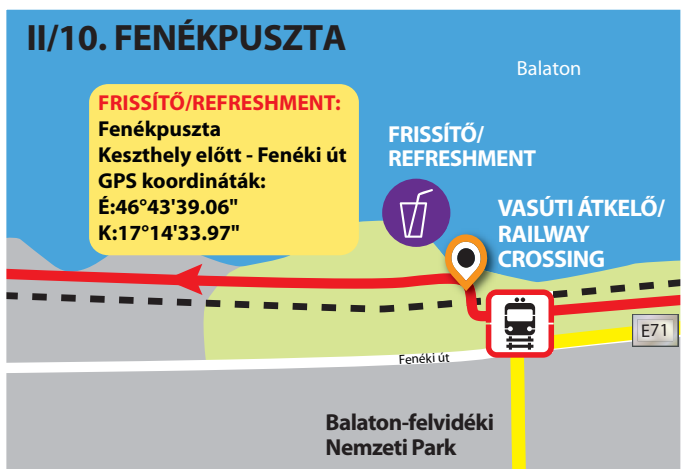 II/10. FENÉKPUSZTA
Balaton
FRISSÍTŐ/REFRESHMENT:
Fenékpuszta
Keszthely előtt - Fenéki út
GPS koordináták:
É:46°43'39.06"
K:17°14'33.97"
FRISSÍTŐ/
REFRESHMENT
VASÚTI ÁTKELŐ/
RAILWAY
CROSSING
E71
Fenéki út
Balaton-felvidéki
Nemzeti Park